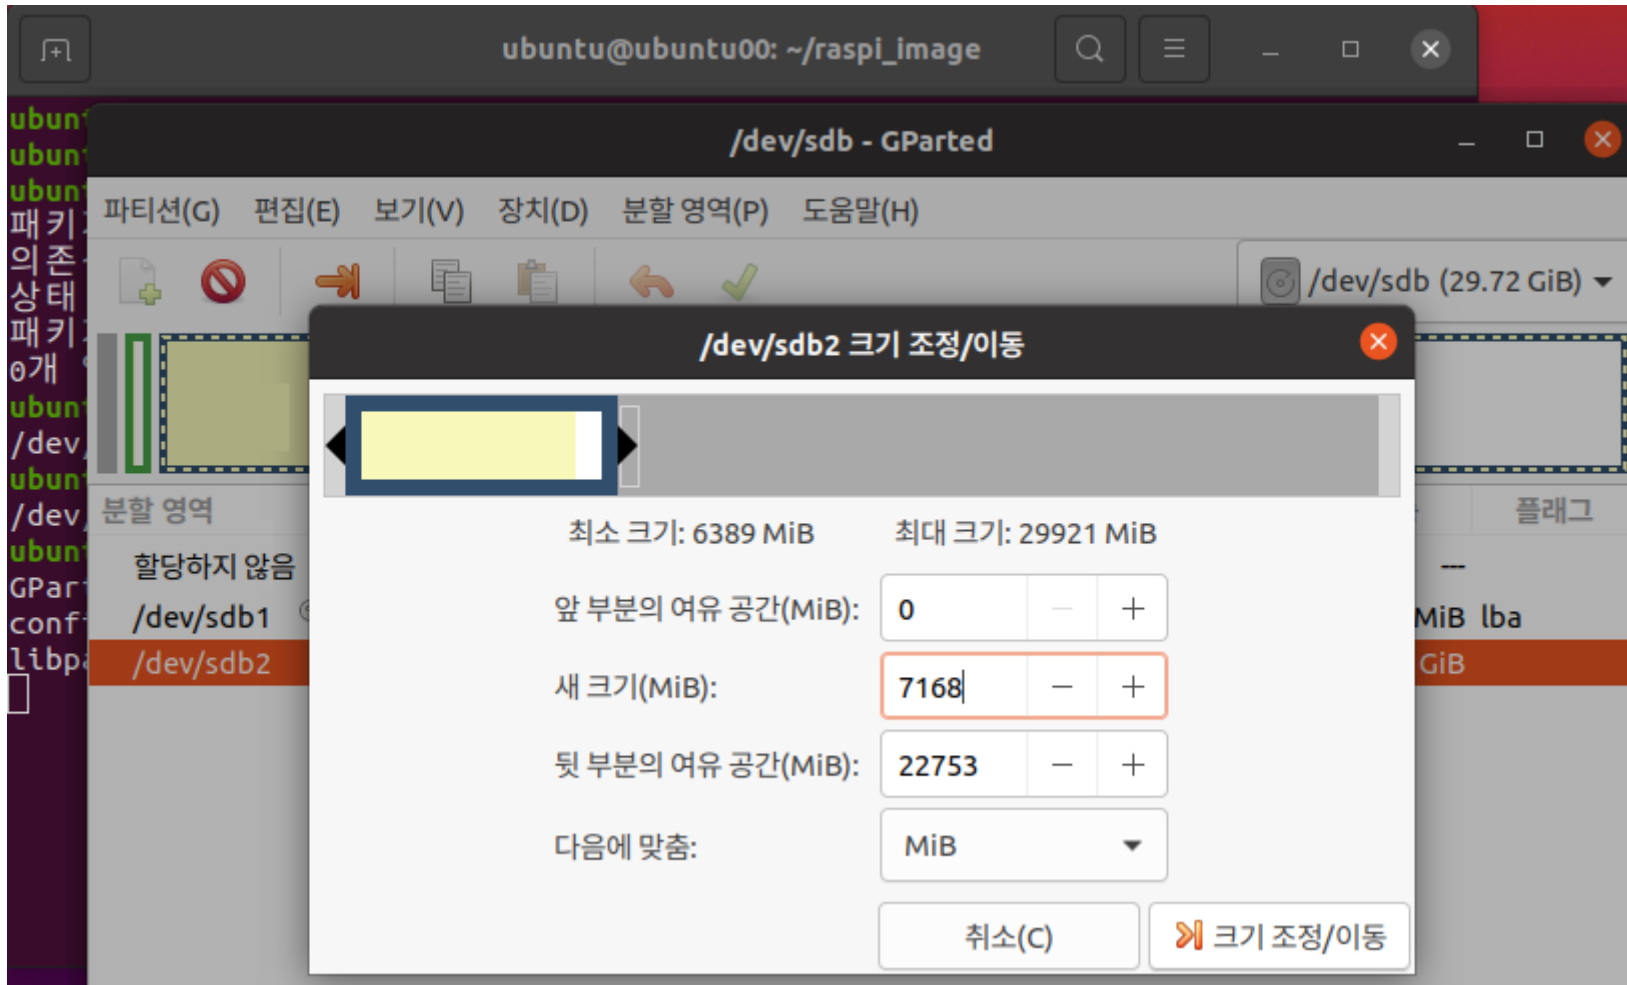 ubuntu@ubuntu00: ~/raspi_image
ubun
ubun
ubun
패키
의존
상태
패키
0개
ubun
/dev/
ubun
/dev/
ubun
GPar
conf
libpa
/dev/sdb - GParted
파티션(G) 편집(E) 보기(V) 장치(D) 분할 영역(P) 도움말(H)
/dev/sdb (29.72 GiB)
분할 영역 플래그
할당하지 않음 ---
/dev/sdb1 MiB lba
/dev/sdb2 GiB
/dev/sdb2 크기 조정/이동
최소 크기: 6389 MiB 최대 크기: 29921 MiB
앞 부분의 여유 공간(MiB): 0
새 크기(MiB): 7168
뒷 부분의 여유 공간(MiB): 22753
다음에 맞춤: MiB
취소(C) 크기 조정/이동